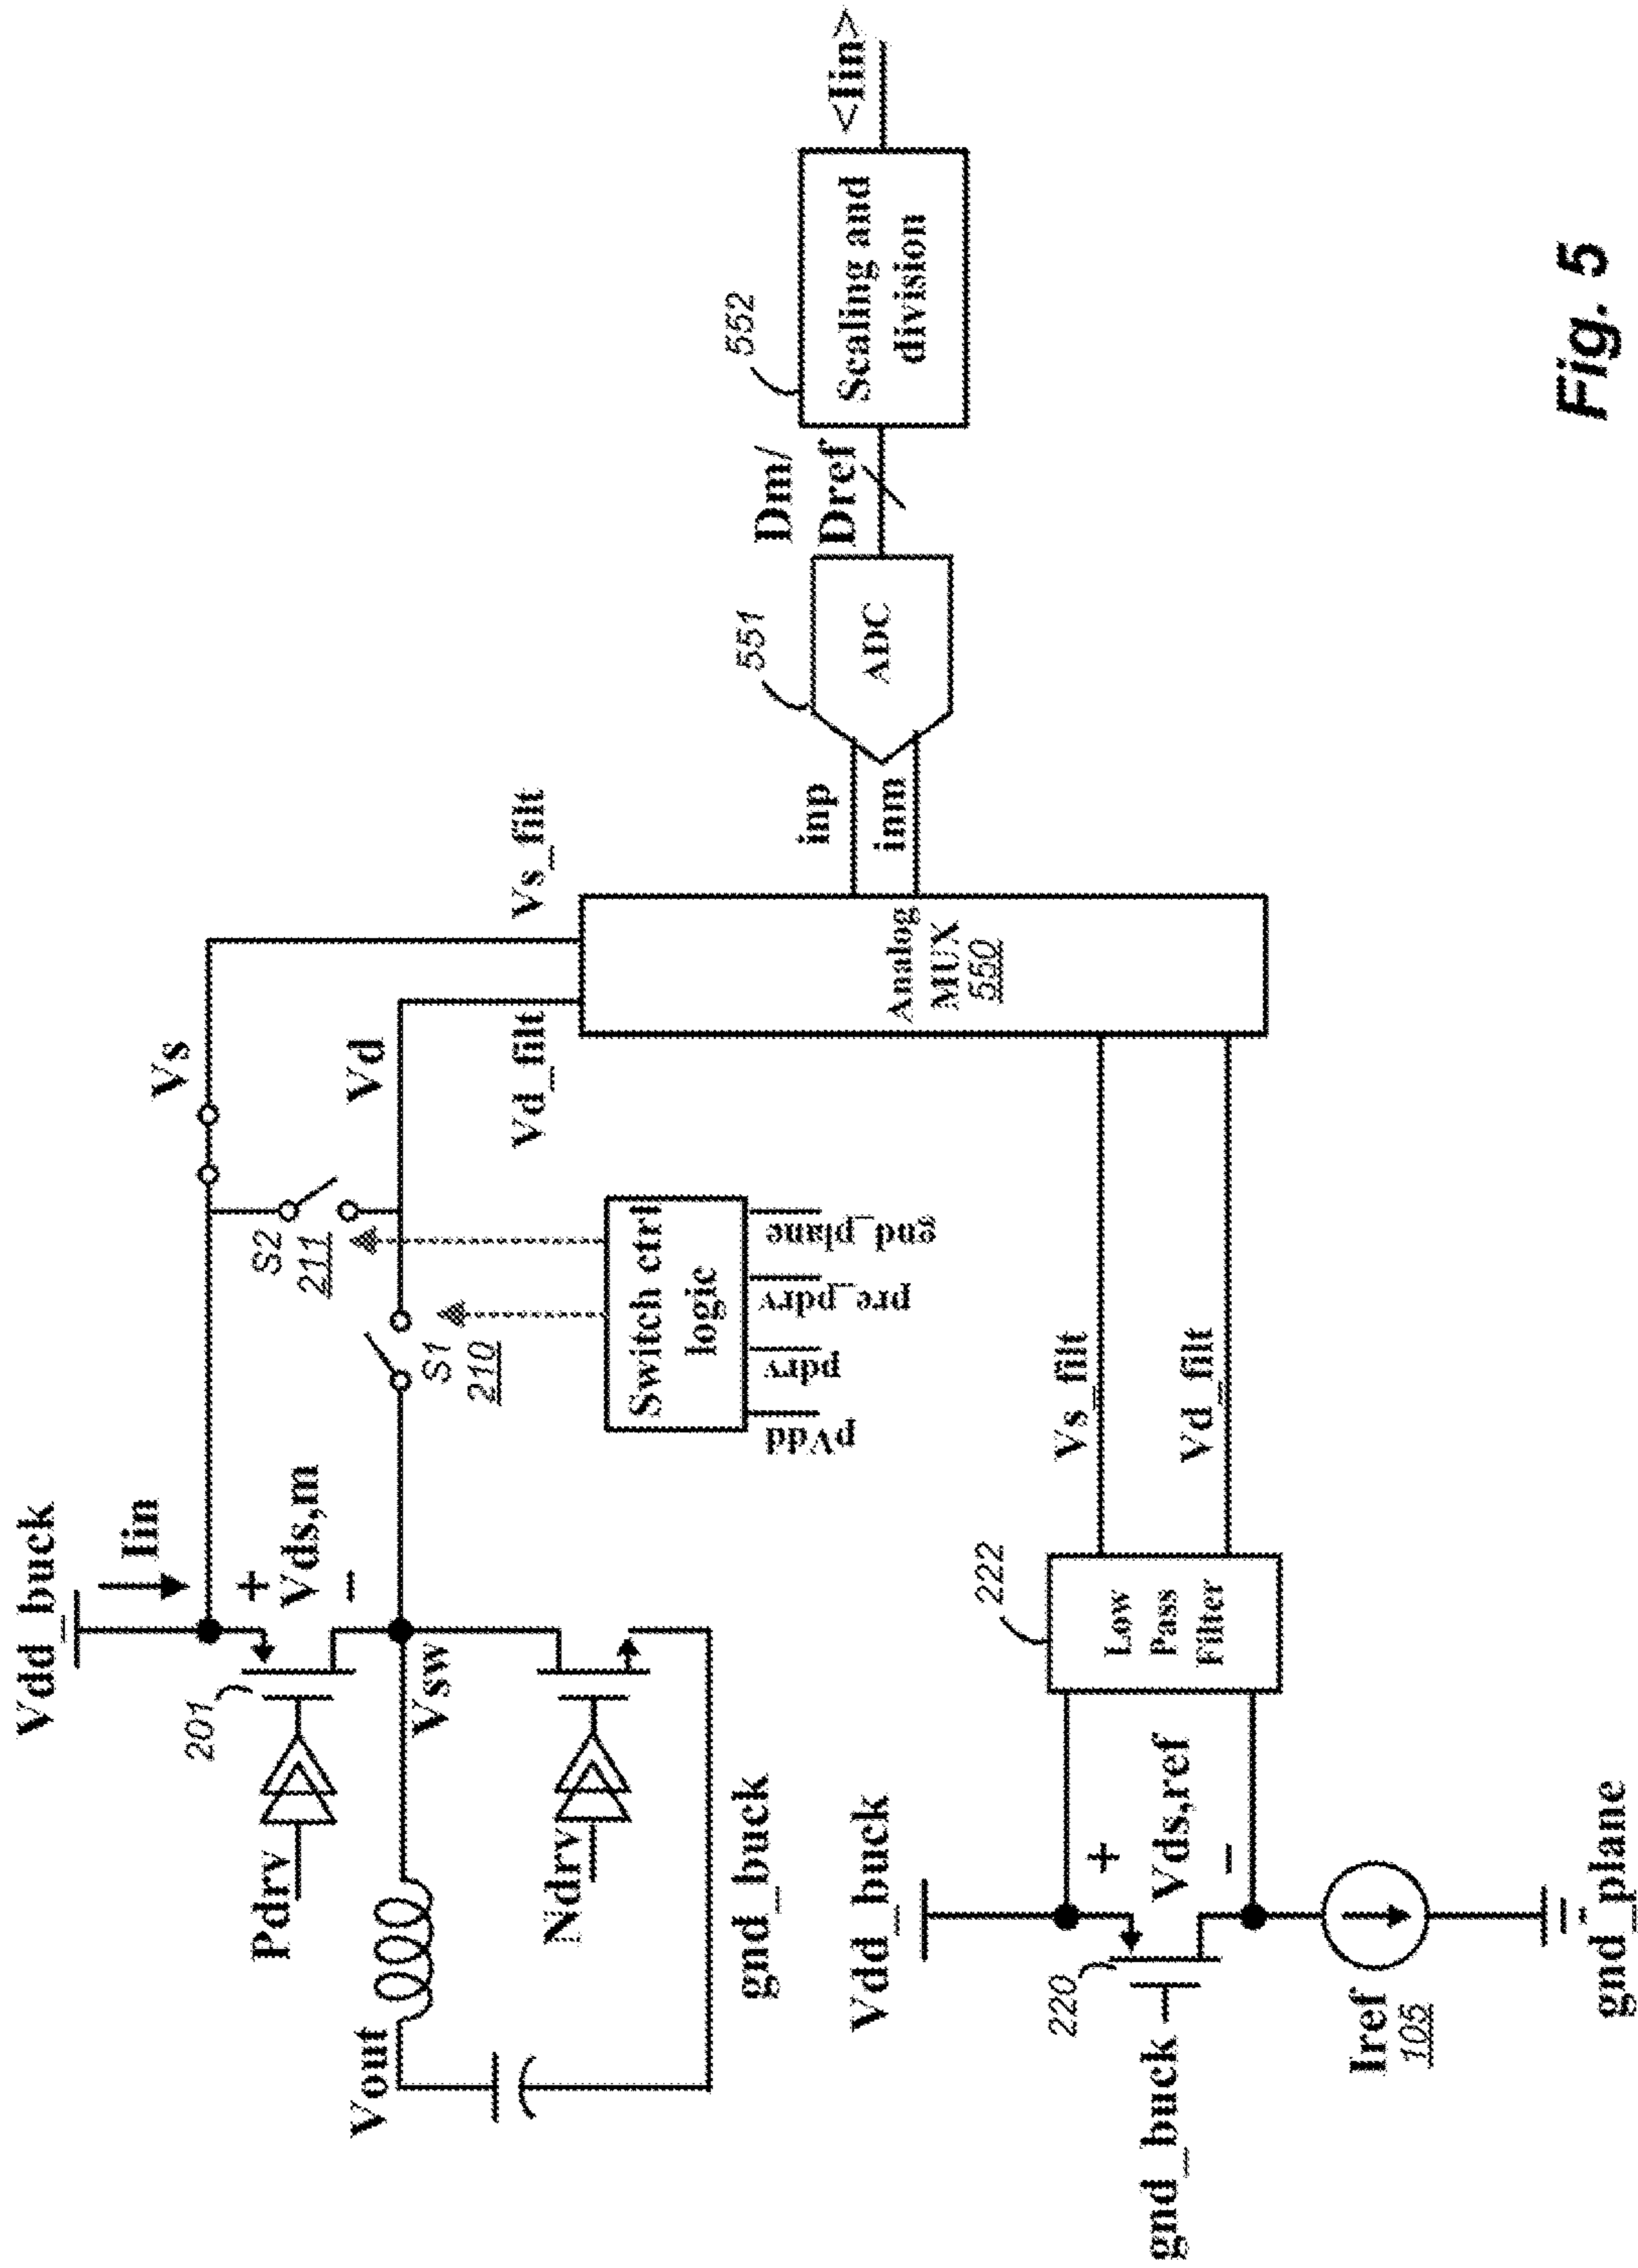 Vdd_buck
Iin
201
Pdrv
+
Vds,m
−
Vsw
Vout
Ndrv
gnd_buck
S2
211
S1
210
Vs
Vd
Switch ctrl
logic
pVdd
pdrv
pre_pdrv
gnd_plane
Vd_filt
Vs_filt
Analog
MUX
550
inp
inm
551
ADC
Dm/
Dref
552
Scaling and
division
<Iin>
Vdd_buck
220
gnd_buck
+
Vds,ref
−
Iref
105
gnd_plane
222
Low
Pass
Filter
Vs_filt
Vd_filt
Fig. 5